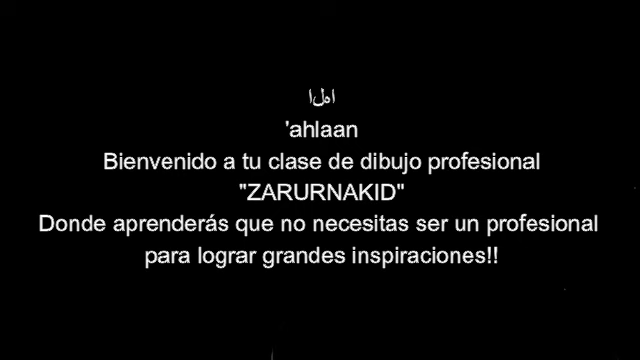 اهلا
'ahlaan
Bienvenido a tu clase de dibujo profesional
"ZARURNAKID"
Donde aprenderás que no necesitas ser un profesional
para lograr grandes inspiraciones!!